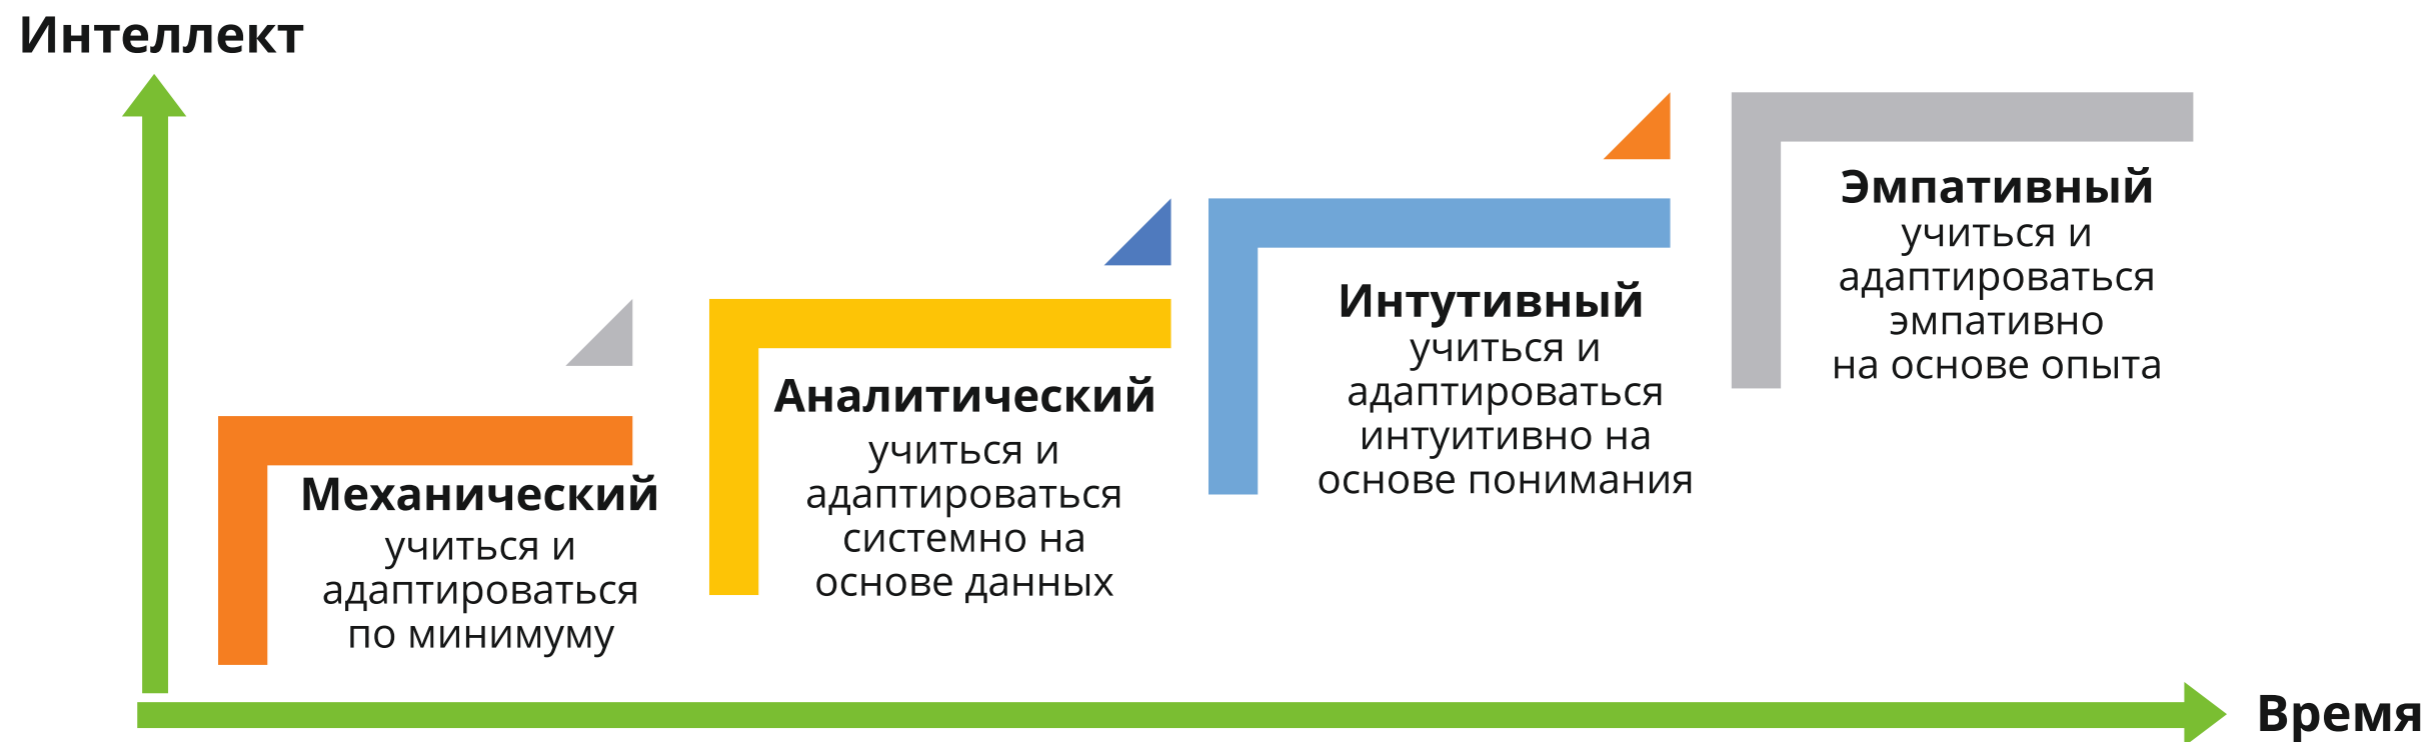 Интеллект
Механический
учиться и
адаптироваться
по минимуму
Аналитический
учиться и
адаптироваться
системно на
основе данных
Интутивный
учиться и
адаптироваться
интуитивно на
основе понимания
Эмпативный
учиться и
адаптироваться
эмпативно
на основе опыта
Время